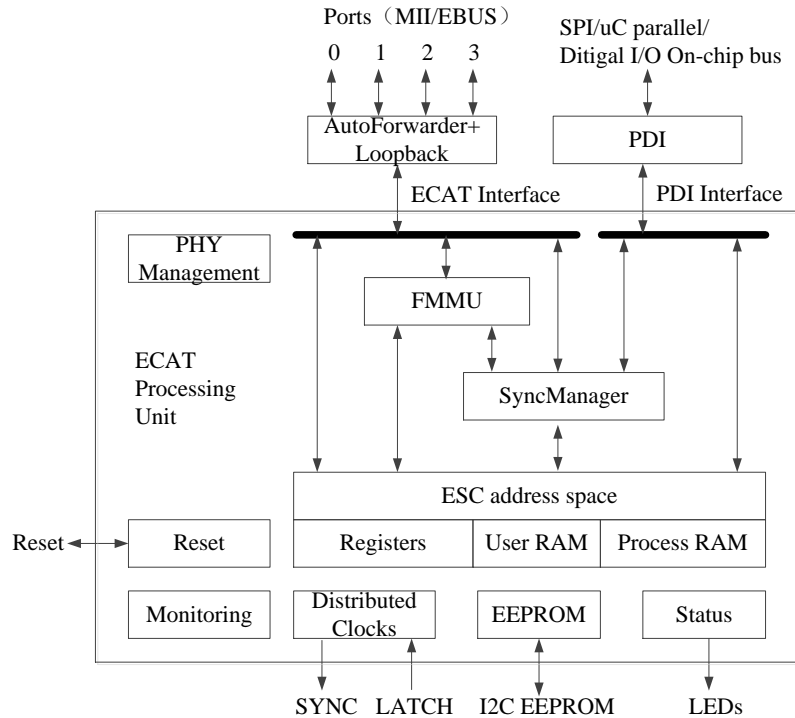 Ports（MII/EBUS）
0 1 2 3
SPI/uC parallel/
Ditigal I/O On-chip bus
AutoForwarder+
Loopback
PDI
ECAT Interface
PDI Interface
PHY
Management
FMMU
ECAT
Processing
Unit
SyncManager
ESC address space
Reset
Reset
Registers
User RAM
Process RAM
Monitoring
Distributed
Clocks
EEPROM
Status
SYNC
LATCH
I2C EEPROM
LEDs